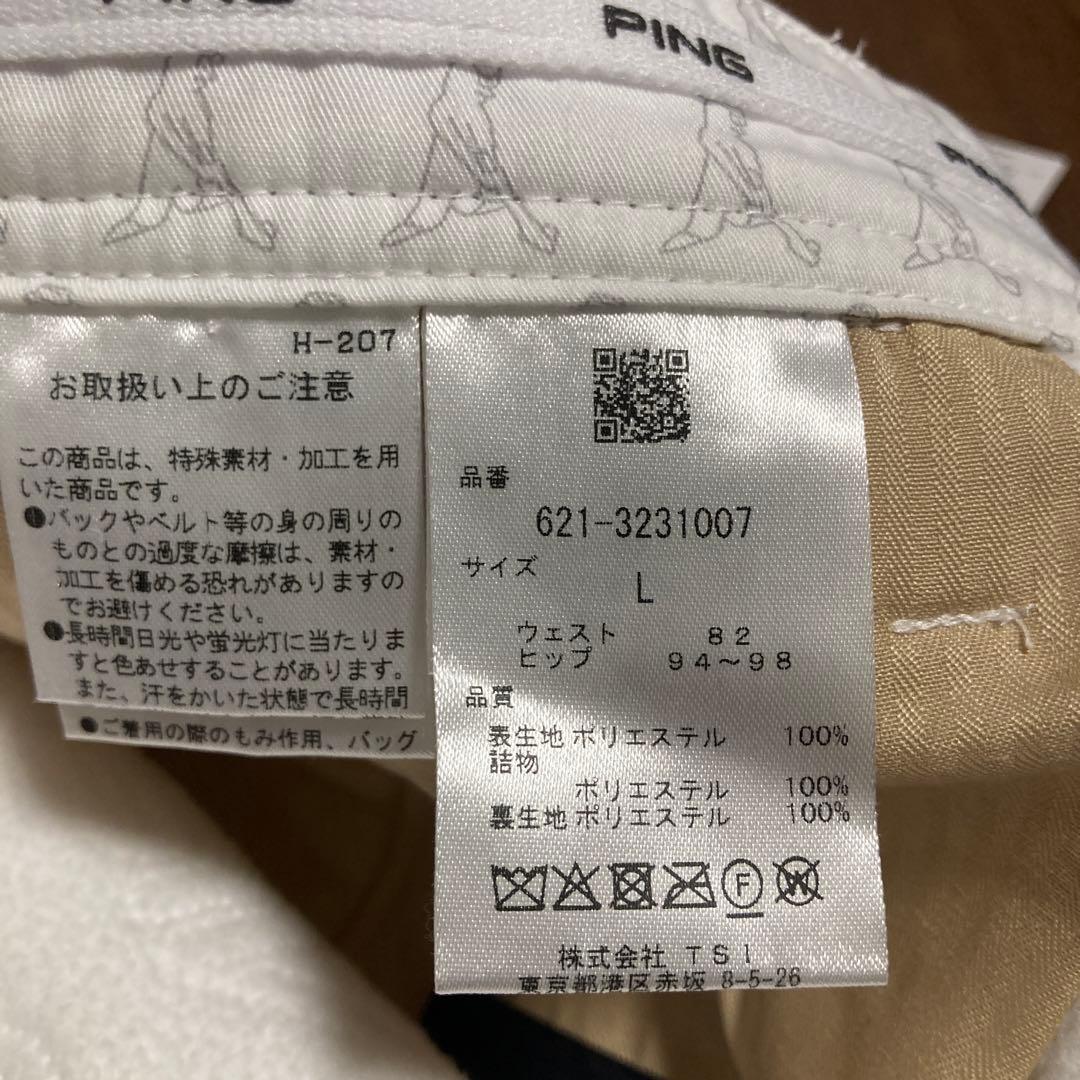 PING
PING
H-207
お取扱い上のご注意
この商品は、特殊素材・加工を用
いた商品です。
●バックやベルト等の身の周りの
ものとの過度な摩擦は、素材・
加工を傷める恐れがありますの
でお避けください。
●長時間日光や蛍光灯に当たりま
すと色あせすることがあります。
また、汗をかいた状態で長時間
●ご着用の際のもみ作用、バッグ
品番
621-3231007
サイズ
L
ウェスト 82
ヒップ 94～98
品質
表生地 ポリエステル 100%
詰物
ポリエステル 100%
裏生地 ポリエステル 100%
F W
株式会社 TSI
東京都港区赤坂 8-5-26